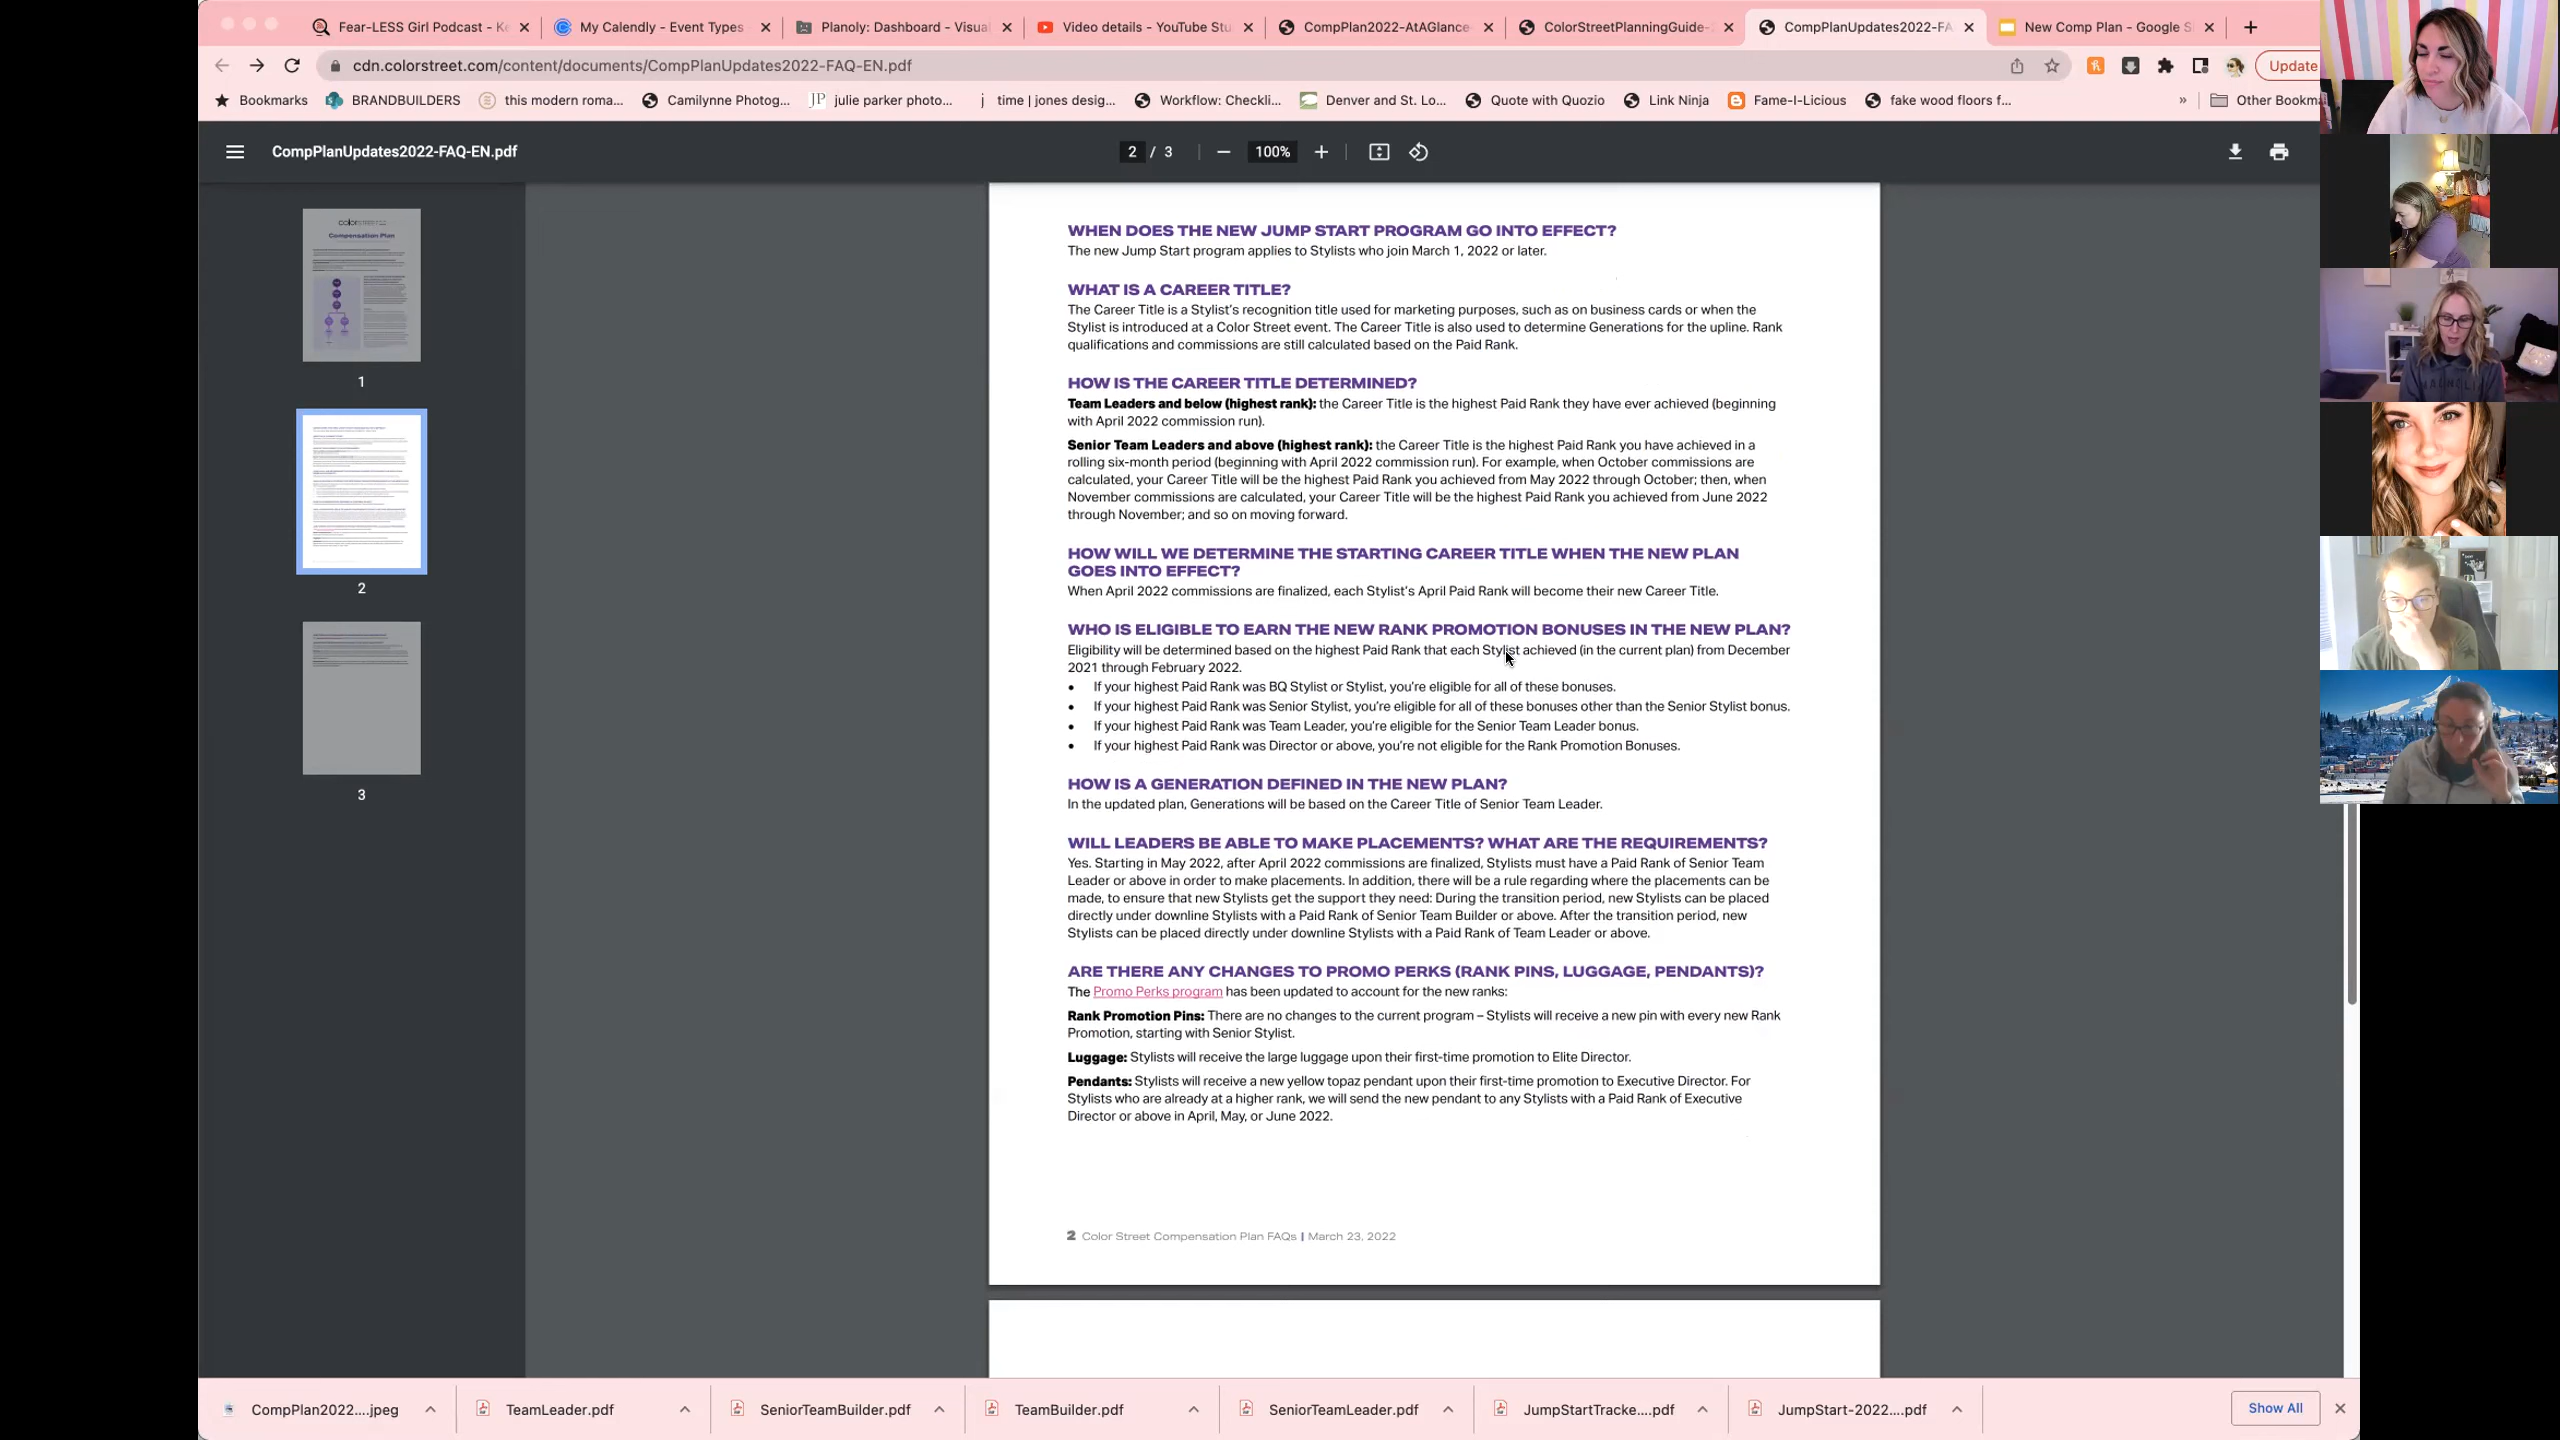 Fear-LESS Girl Podcast - Ke
My Calendly - Event Types
Planoly: Dashboard - Visual
Video details - YouTube Stu
CompPlan2022-AtAGlance-
ColorStreetPlanningGuide-
CompPlanUpdates2022-FA
New Comp Plan - Google S
cdn.colorstreet.com/content/documents/CompPlanUpdates2022-FAQ-EN.pdf
Update
Bookmarks
BRANDBUILDERS
this modern roma...
Camilynne Photog...
JP julie parker photo...
j time | jones desig...
Workflow: Checkli...
Denver and St. Lo...
Quote with Quozio
Link Ninja
Fame-I-Licious
fake wood floors f...
»
Other Bookma
CompPlanUpdates2022-FAQ-EN.pdf
2 / 3
100%
colorstreet
Compensation Plan
1
2
3
WHEN DOES THE NEW JUMP START PROGRAM GO INTO EFFECT?
The new Jump Start program applies to Stylists who join March 1, 2022 or later.
WHAT IS A CAREER TITLE?
The Career Title is a Stylist's recognition title used for marketing purposes, such as on business cards or when the
Stylist is introduced at a Color Street event. The Career Title is also used to determine Generations for the upline. Rank
qualifications and commissions are still calculated based on the Paid Rank.
HOW IS THE CAREER TITLE DETERMINED?
Team Leaders and below (highest rank): the Career Title is the highest Paid Rank they have ever achieved (beginning
with April 2022 commission run).
Senior Team Leaders and above (highest rank): the Career Title is the highest Paid Rank you have achieved in a
rolling six-month period (beginning with April 2022 commission run). For example, when October commissions are
calculated, your Career Title will be the highest Paid Rank you achieved from May 2022 through October; then, when
November commissions are calculated, your Career Title will be the highest Paid Rank you achieved from June 2022
through November; and so on moving forward.
HOW WILL WE DETERMINE THE STARTING CAREER TITLE WHEN THE NEW PLAN
GOES INTO EFFECT?
When April 2022 commissions are finalized, each Stylist's April Paid Rank will become their new Career Title.
WHO IS ELIGIBLE TO EARN THE NEW RANK PROMOTION BONUSES IN THE NEW PLAN?
Eligibility will be determined based on the highest Paid Rank that each Stylist achieved (in the current plan) from December
2021 through February 2022.
• If your highest Paid Rank was BQ Stylist or Stylist, you're eligible for all of these bonuses.
• If your highest Paid Rank was Senior Stylist, you're eligible for all of these bonuses other than the Senior Stylist bonus.
• If your highest Paid Rank was Team Leader, you're eligible for the Senior Team Leader bonus.
• If your highest Paid Rank was Director or above, you're not eligible for the Rank Promotion Bonuses.
HOW IS A GENERATION DEFINED IN THE NEW PLAN?
In the updated plan, Generations will be based on the Career Title of Senior Team Leader.
WILL LEADERS BE ABLE TO MAKE PLACEMENTS? WHAT ARE THE REQUIREMENTS?
Yes. Starting in May 2022, after April 2022 commissions are finalized, Stylists must have a Paid Rank of Senior Team
Leader or above in order to make placements. In addition, there will be a rule regarding where the placements can be
made, to ensure that new Stylists get the support they need: During the transition period, new Stylists can be placed
directly under downline Stylists with a Paid Rank of Senior Team Builder or above. After the transition period, new
Stylists can be placed directly under downline Stylists with a Paid Rank of Team Leader or above.
ARE THERE ANY CHANGES TO PROMO PERKS (RANK PINS, LUGGAGE, PENDANTS)?
The Promo Perks program has been updated to account for the new ranks:
Rank Promotion Pins: There are no changes to the current program – Stylists will receive a new pin with every new Rank
Promotion, starting with Senior Stylist.
Luggage: Stylists will receive the large luggage upon their first-time promotion to Elite Director.
Pendants: Stylists will receive a new yellow topaz pendant upon their first-time promotion to Executive Director. For
Stylists who are already at a higher rank, we will send the new pendant to any Stylists with a Paid Rank of Executive
Director or above in April, May, or June 2022.
2 Color Street Compensation Plan FAQs | March 23, 2022
CompPlan2022....jpeg
TeamLeader.pdf
SeniorTeamBuilder.pdf
TeamBuilder.pdf
SeniorTeamLeader.pdf
JumpStartTracke....pdf
JumpStart-2022....pdf
Show All